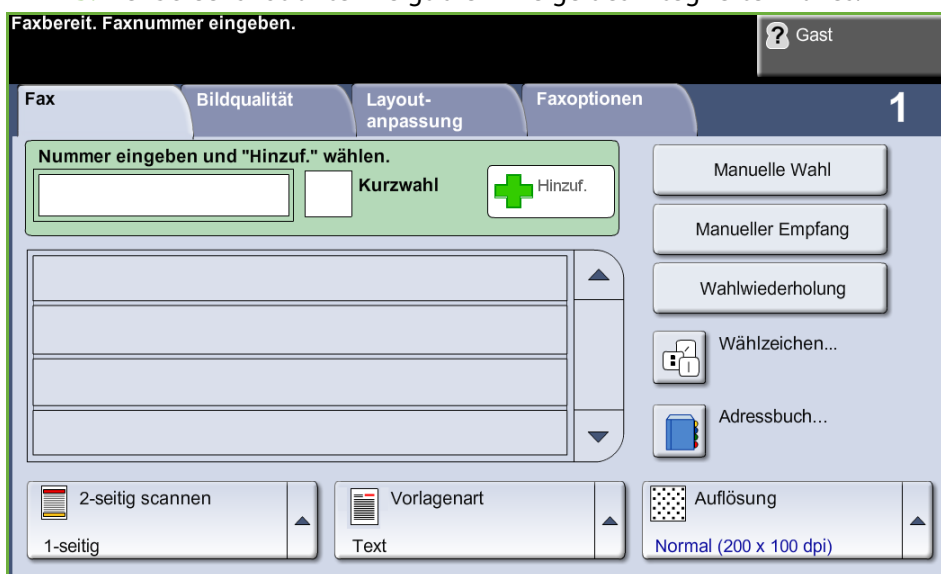 Faxbereit. Faxnummer eingeben.
Gast
Fax
Bildqualität
Layout-
anpassung
Faxoptionen
1
Nummer eingeben und "Hinzuf." wählen.
Kurzwahl
Hinzuf.
Manuelle Wahl
Manueller Empfang
Wahlwiederholung
Wählzeichen...
Adressbuch...
2-seitig scannen
1-seitig
Vorlagenart
Text
Auflösung
Normal (200 x 100 dpi)